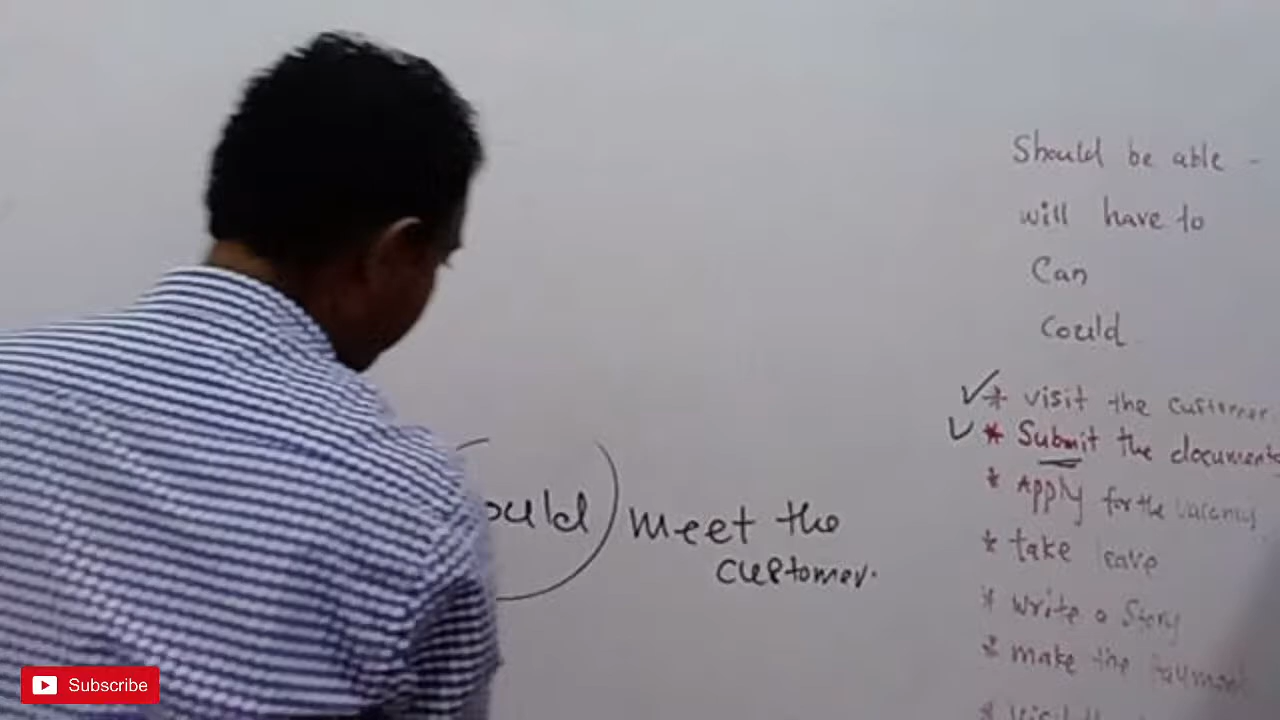 Should be able -
will have to
Can
Could
✓* visit the customer
✓* Submit the documents
* Apply for the vacancy
* take leave
* write a Story
* make the Payment
ould) meet the
customer.
Subscribe